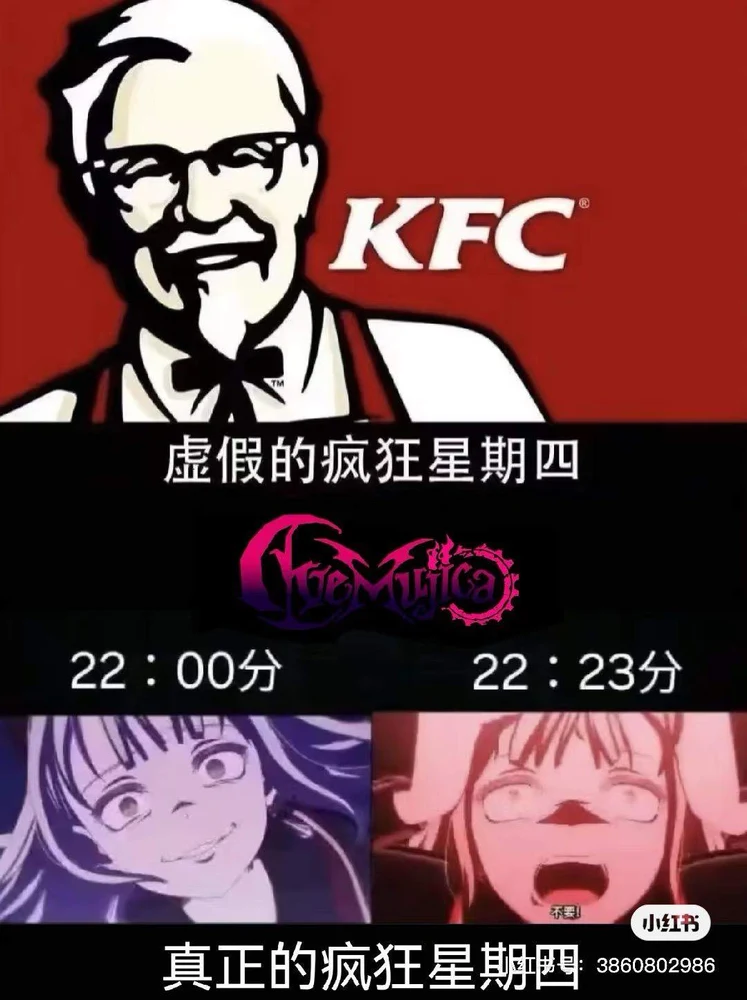 KFC®
TM
虚假的疯狂星期四
Ave Mujica
22：00分
22：23分
不要!
小红书
真正的疯狂星期四
小红书号：3860802986